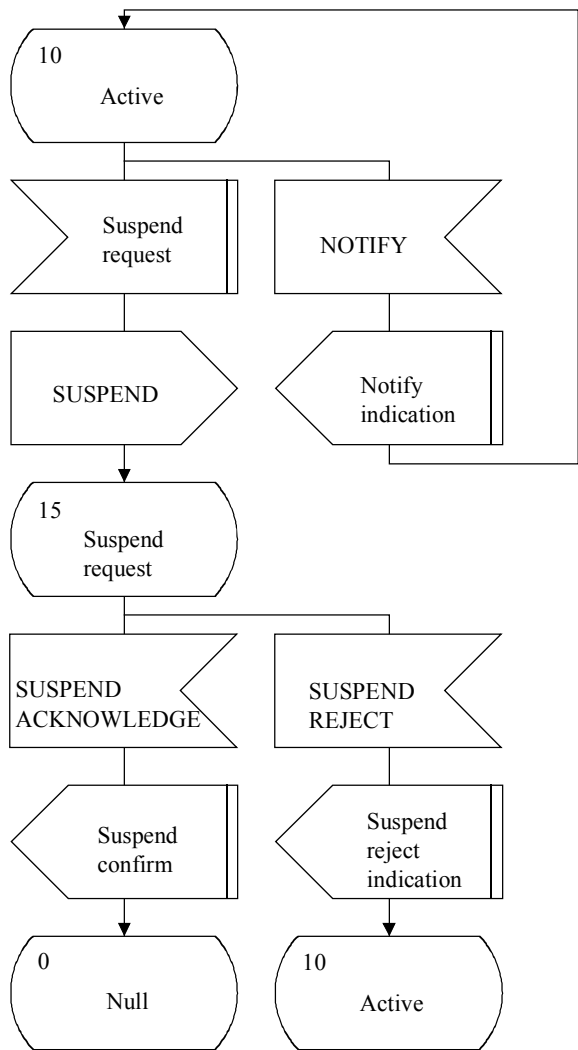 10
Active
Suspend
request
NOTIFY
SUSPEND
Notify
indication
15
Suspend
request
SUSPEND
ACKNOWLEDGE
SUSPEND
REJECT
Suspend
confirm
Suspend
reject
indication
0
Null
10
Active